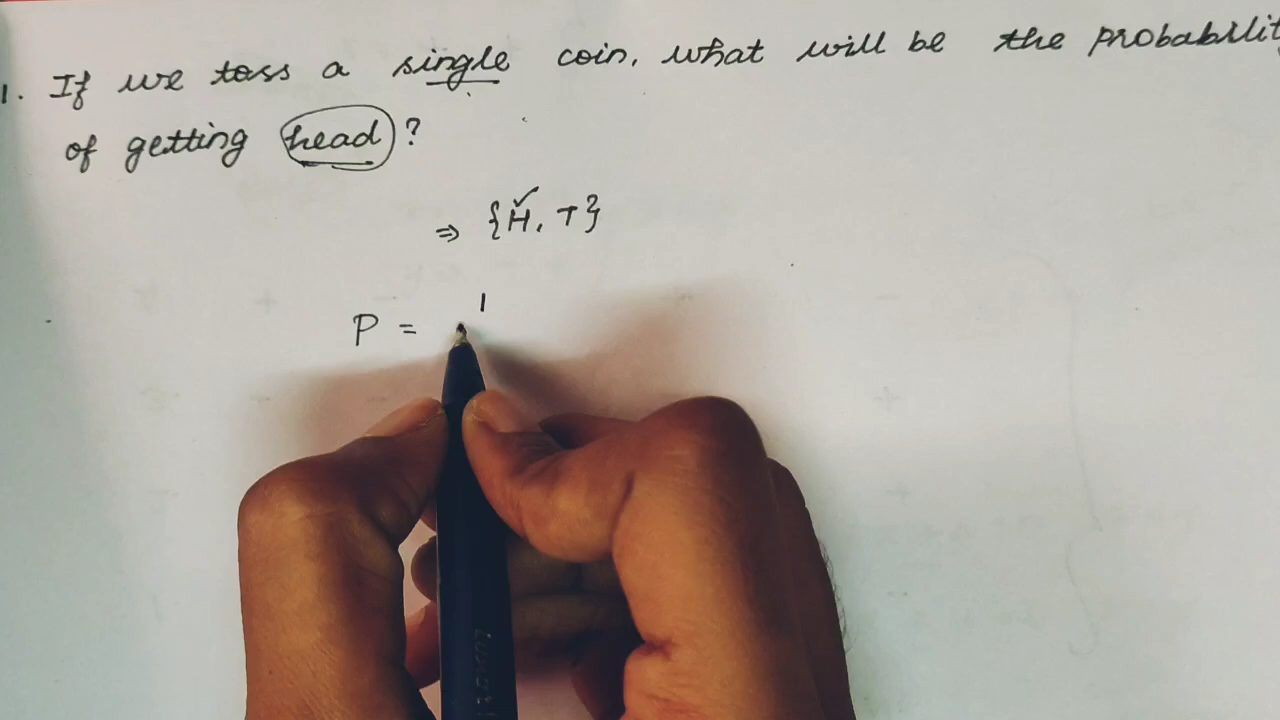 1. If we toss a single coin, what will be the probabilit
of getting head?
⇒ {H, T}
P = 1